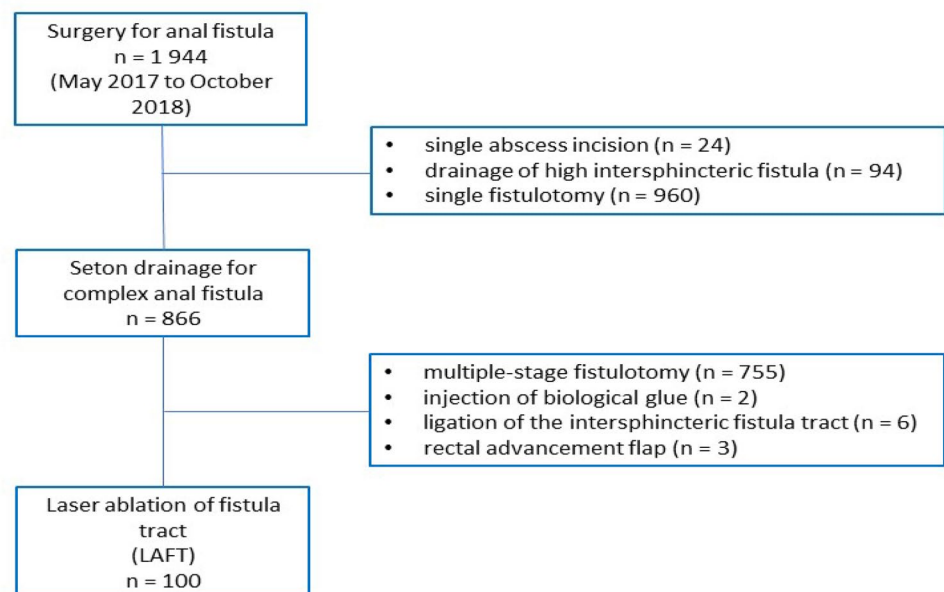 Surgery for anal fistula
n = 1 944
(May 2017 to October
2018)
• single abscess incision (n = 24)
• drainage of high intersphincteric fistula (n = 94)
• single fistulotomy (n = 960)
Seton drainage for
complex anal fistula
n = 866
• multiple-stage fistulotomy (n = 755)
• injection of biological glue (n = 2)
• ligation of the intersphincteric fistula tract (n = 6)
• rectal advancement flap (n = 3)
Laser ablation of fistula
tract
(LAFT)
n = 100